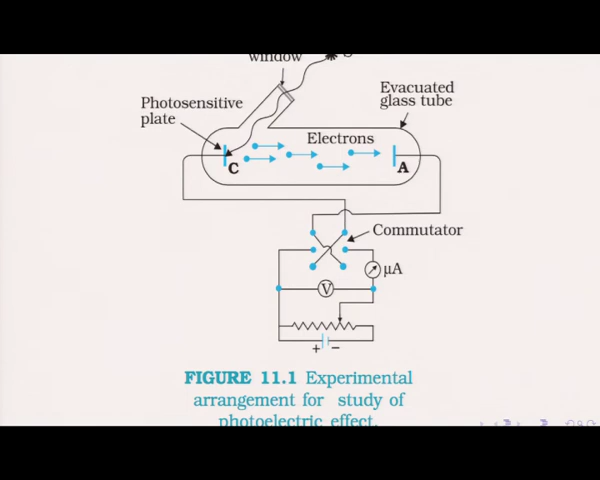 window
S
Photosensitive
plate
Evacuated
glass tube
Electrons
C
A
Commutator
μA
V
+ −
FIGURE 11.1 Experimental
arrangement for study of
photoelectric effect.